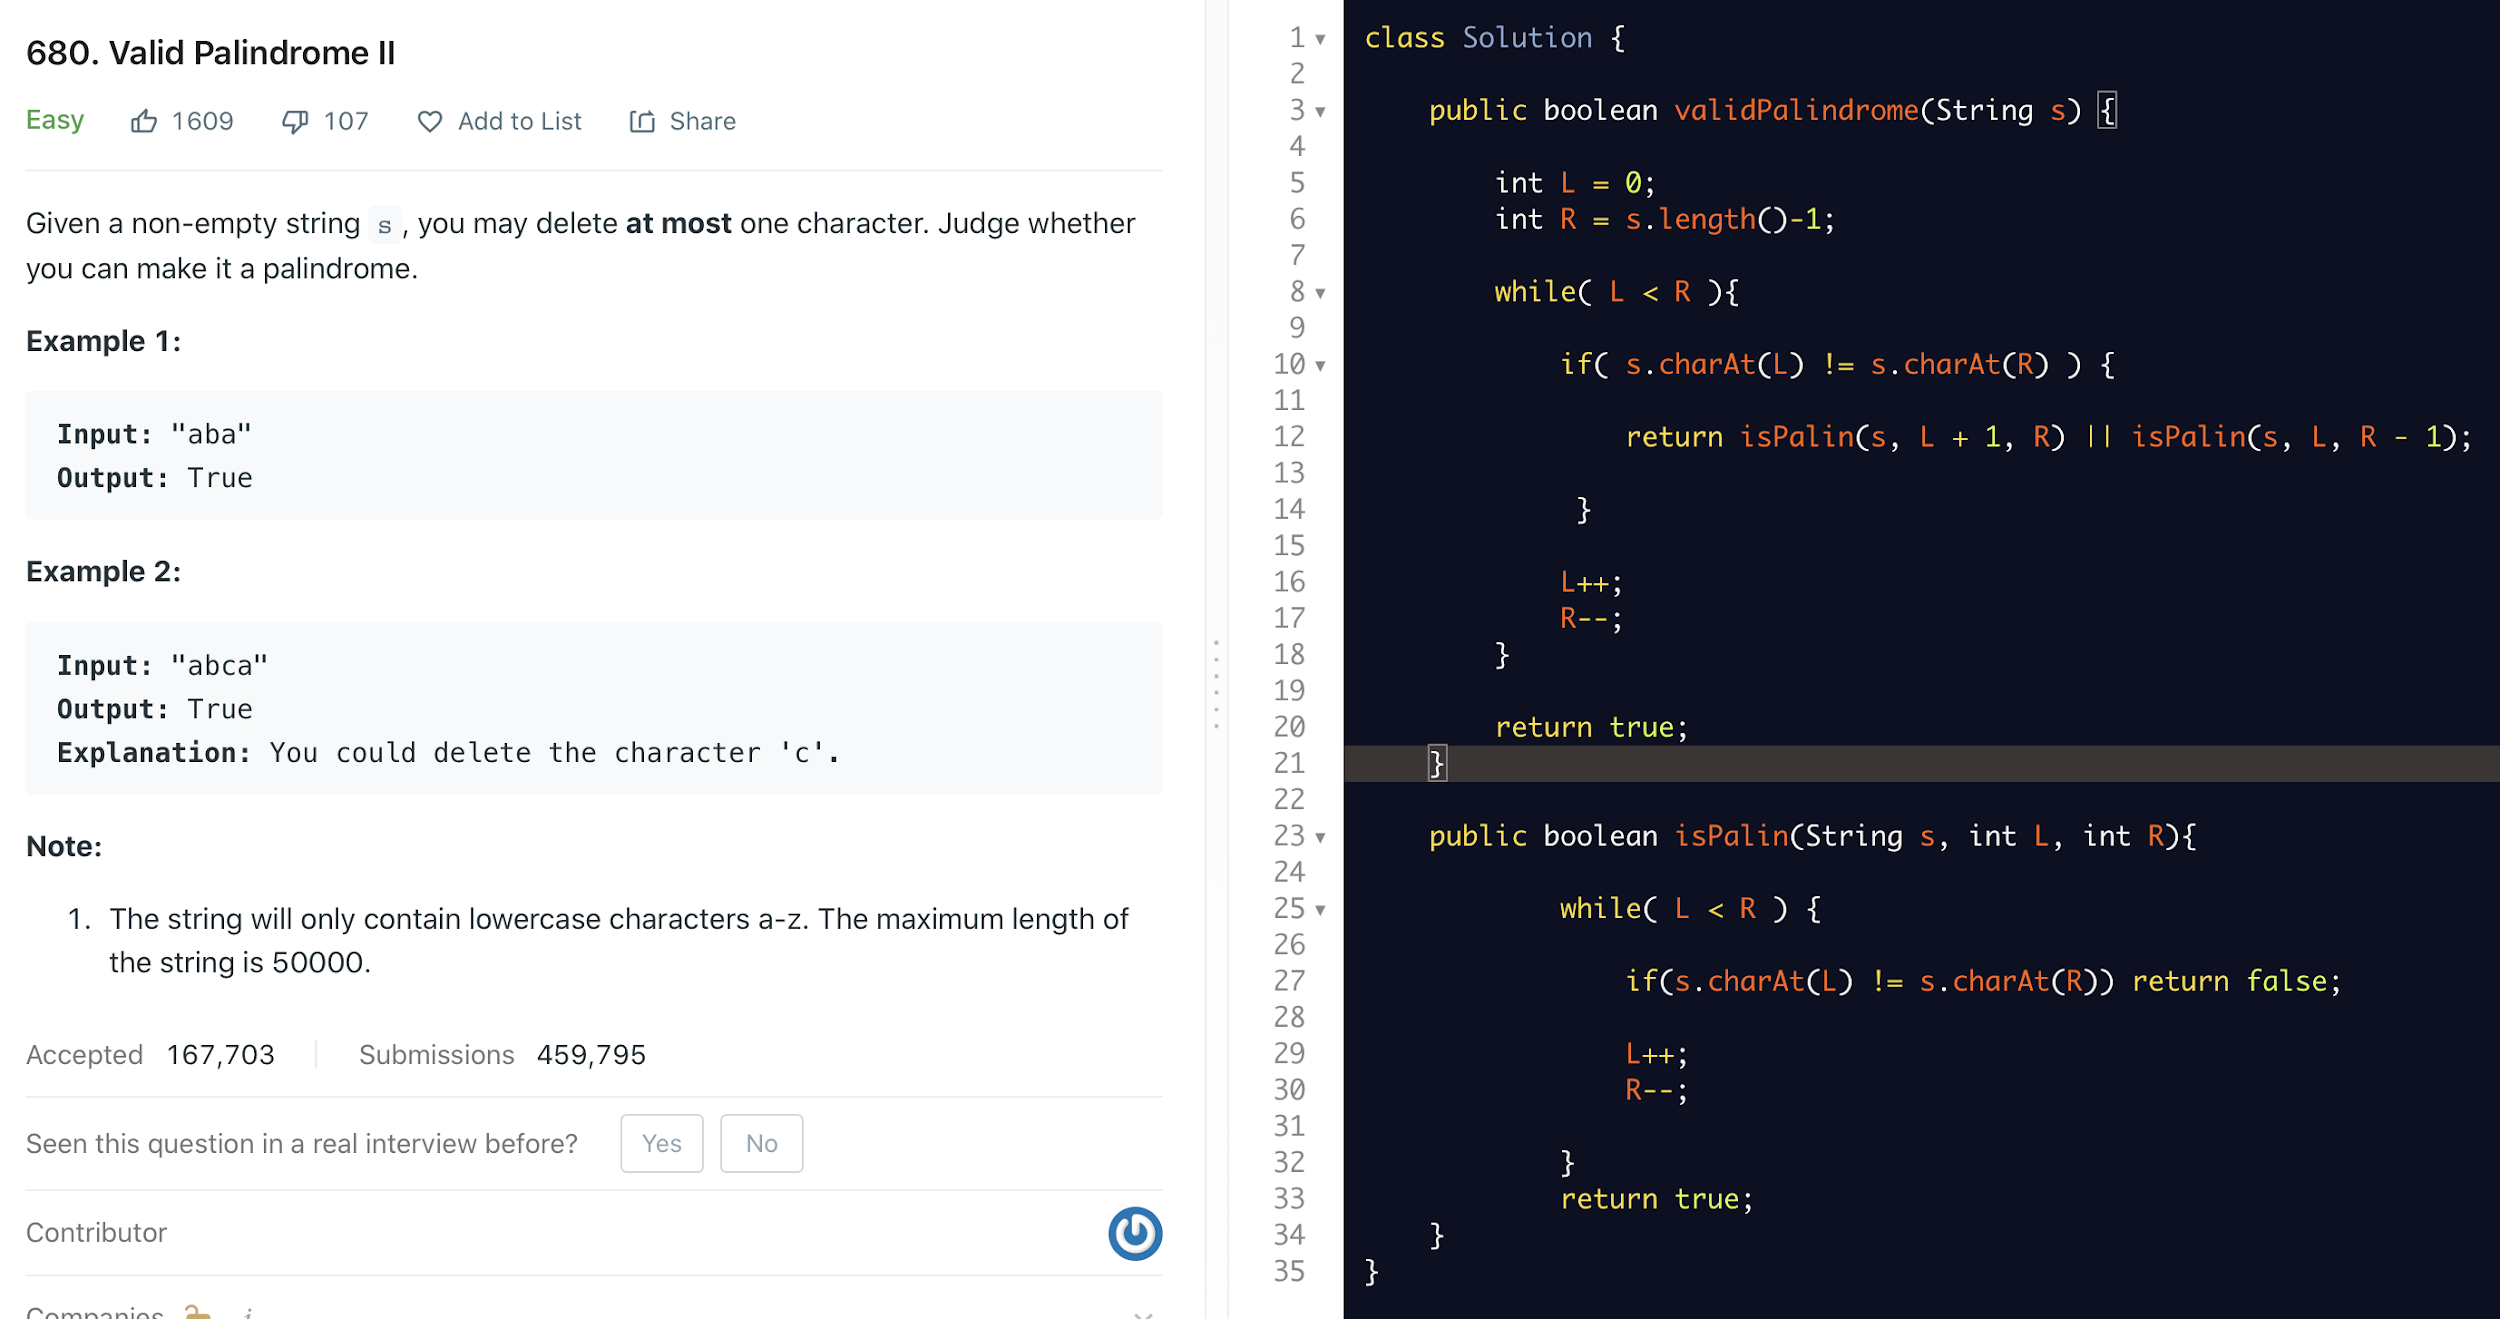 680. Valid Palindrome II
Easy 1609 107 Add to List Share
Given a non-empty string s, you may delete at most one character. Judge whether
you can make it a palindrome.
Example 1:
Input: "aba"
Output: True
Example 2:
Input: "abca"
Output: True
Explanation: You could delete the character 'c'.
Note:
1. The string will only contain lowercase characters a-z. The maximum length of
the string is 50000.
Accepted 167,703 Submissions 459,795
Seen this question in a real interview before? Yes No
Contributor
Companies i
1 class Solution {
2
3     public boolean validPalindrome(String s) {
4
5         int L = 0;
6         int R = s.length()-1;
7
8         while( L < R ){
9
10             if( s.charAt(L) != s.charAt(R) ) {
11
12                 return isPalin(s, L + 1, R) || isPalin(s, L, R - 1);
13
14              }
15
16             L++;
17             R--;
18         }
19
20         return true;
21     }
22
23     public boolean isPalin(String s, int L, int R){
24
25             while( L < R ) {
26
27                 if(s.charAt(L) != s.charAt(R)) return false;
28
29                 L++;
30                 R--;
31
32             }
33             return true;
34     }
35 }